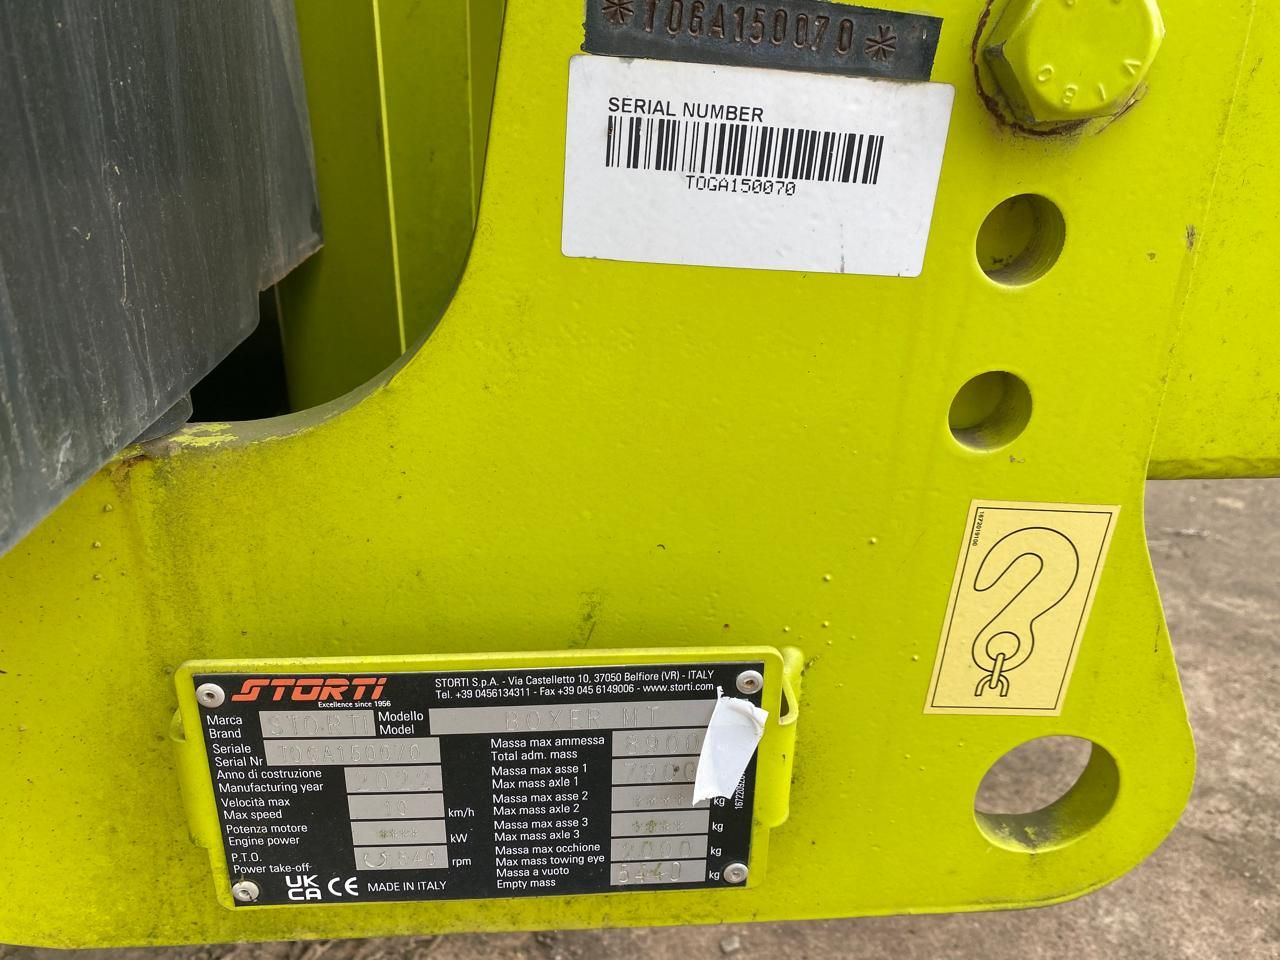 *TOGA150070*
SERIAL NUMBER
TOGA150070
OBIV
1672019100
STORTI
Excellence since 1956
STORTI S.p.A. - Via Castelletto 10, 37050 Belfiore (VR) - ITALY
Tel. +39 0456134311 - Fax +39 045 6149006 - www.storti.com
Marca
Brand
STORTI
Modello
Model
BOXER MT
Seriale
Serial Nr
TOGA150070
Anno di costruzione
Manufacturing year
2022
Velocità max
Max speed
10
km/h
Potenza motore
Engine power
****
kW
P.T.O.
Power take-off
540
rpm
UK
CA
CE
MADE IN ITALY
Massa max ammessa
Total adm. mass
8900
Massa max asse 1
Max mass axle 1
7900
Massa max asse 2
Max mass axle 2
****
kg
Massa max asse 3
Max mass axle 3
****
kg
Massa max occhione
Max mass towing eye
2000
kg
Massa a vuoto
Empty mass
5440
kg